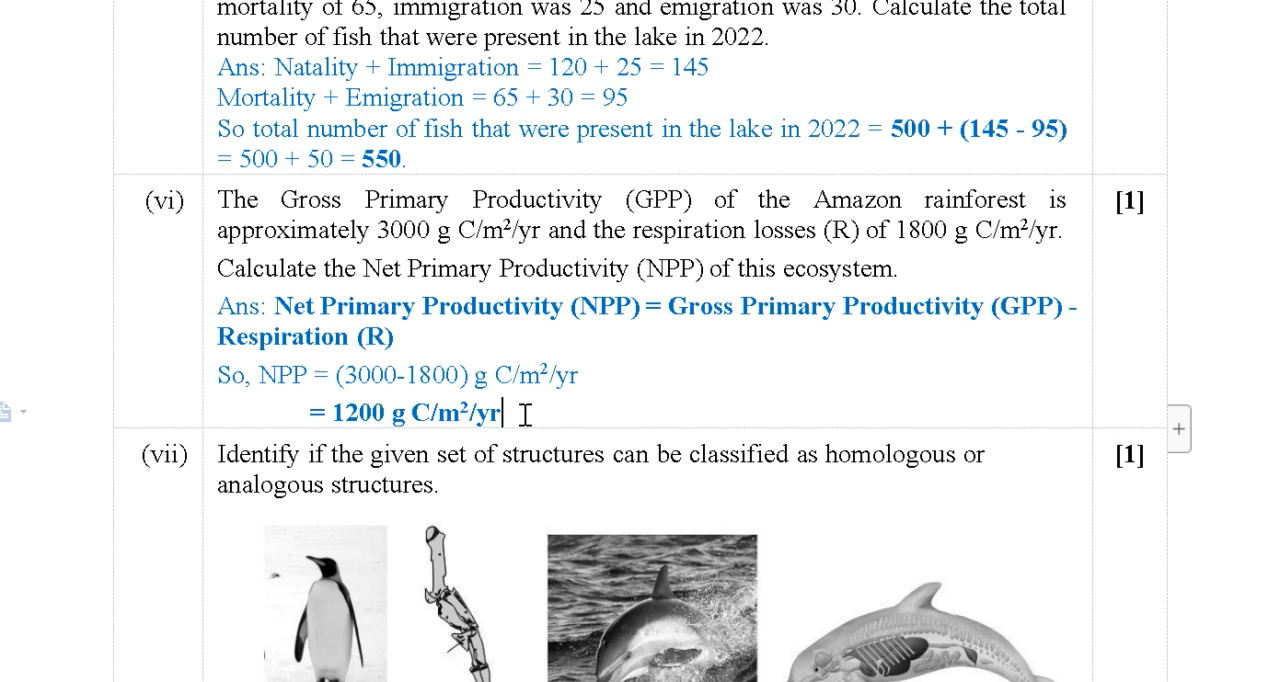 mortality of 65, immigration was 25 and emigration was 30. Calculate the total
number of fish that were present in the lake in 2022.
Ans: Natality + Immigration = 120 + 25 = 145
Mortality + Emigration = 65 + 30 = 95
So total number of fish that were present in the lake in 2022 = 500 + (145 - 95)
= 500 + 50 = 550.
(vi) The Gross Primary Productivity (GPP) of the Amazon rainforest is [1]
approximately 3000 g C/m²/yr and the respiration losses (R) of 1800 g C/m²/yr.
Calculate the Net Primary Productivity (NPP) of this ecosystem.
Ans: Net Primary Productivity (NPP) = Gross Primary Productivity (GPP) -
Respiration (R)
So, NPP = (3000-1800) g C/m²/yr
= 1200 g C/m²/yr
(vii) Identify if the given set of structures can be classified as homologous or [1]
analogous structures.